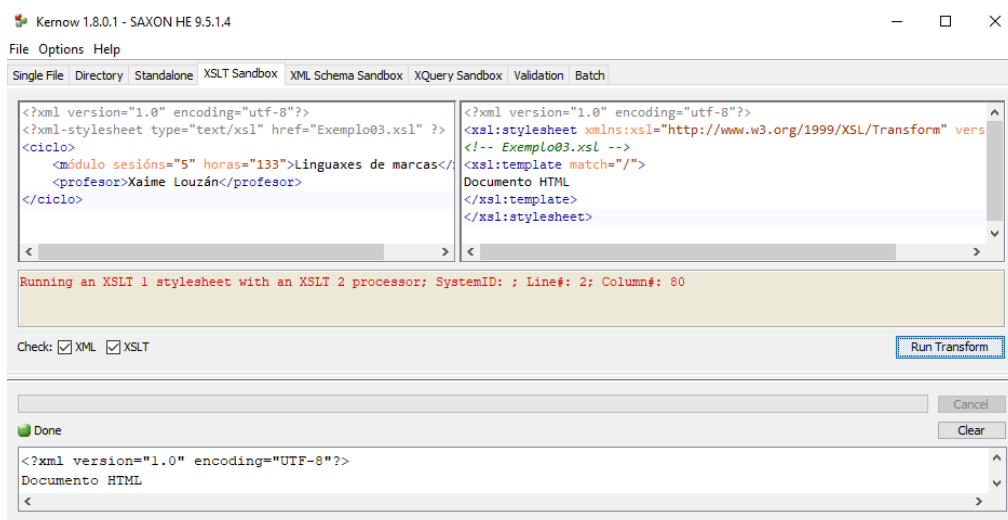 Kernow 1.8.0.1 - SAXON HE 9.5.1.4
File Options Help
Single File Directory Standalone XSLT Sandbox XML Schema Sandbox XQuery Sandbox Validation Batch
<?xml version="1.0" encoding="utf-8"?>
<?xml-stylesheet type="text/xsl" href="Exemplo03.xsl" ?>
<ciclo>
<módulo sesións="5" horas="133">Linguaxes de marcas</
<profesor>Xaime Louzán</profesor>
</ciclo>
<?xml version="1.0" encoding="utf-8"?>
<xsl:stylesheet xmlns:xsl="http://www.w3.org/1999/XSL/Transform" vers
<!-- Exemplo03.xsl -->
<xsl:template match="/">
Documento HTML
</xsl:template>
</xsl:stylesheet>
Running an XSLT 1 stylesheet with an XSLT 2 processor; SystemID: ; Line#: 2; Column#: 80
Check: XML XSLT
Run Transform
Cancel
Done
Clear
<?xml version="1.0" encoding="UTF-8"?>
Documento HTML